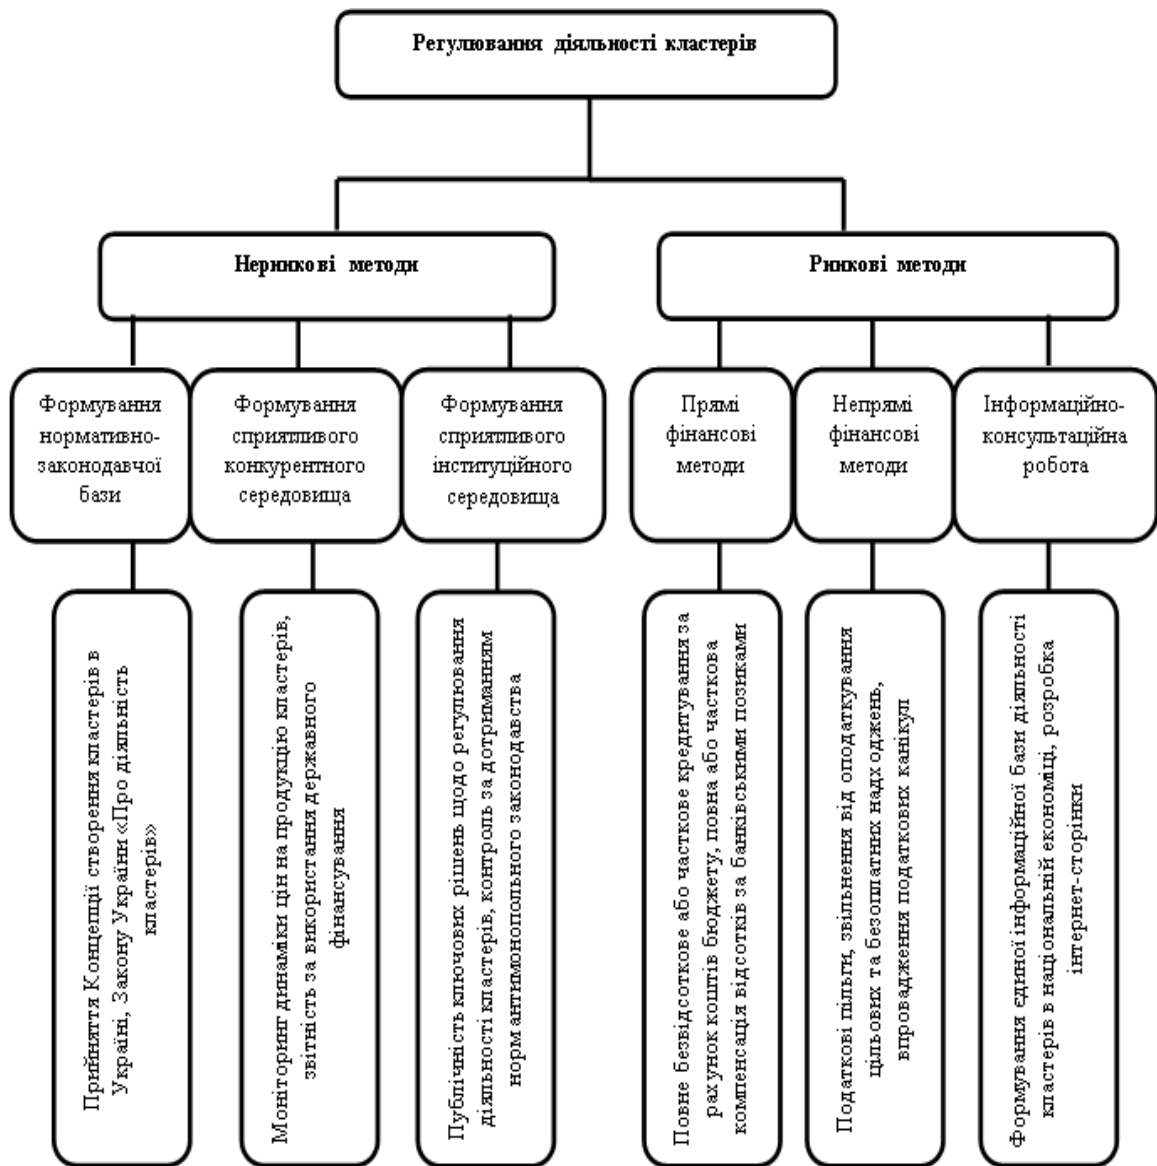 Регулювання діяльності кластерів
Неринкові методи
Ринкові методи
Формування
нормативно-
законодавчої
бази
Формування
сприятливого
конкурентного
середовища
Формування
сприятливого
інституційного
середовища
Прямі
фінансові
методи
Непрямі
фінансові
методи
Інформаційно-
консультаційна
робота
Прийняття Концепції створення кластерів в
Україні, Закону України «Про діяльність
кластерів»
Моніторинг динаміки цін на продукцію кластерів,
звітність за використання державного
фінансування
Публічність ключових рішень щодо регулювання
діяльності кластерів, контроль за дотриманням
норм антимонопольного законодавства
Повне безвідсоткове або часткове кредитування за
рахунок коштів бюджету, повна або часткова
компенсація відсотків за банківськими позиками
Податкові пільги, звільнення від оподаткування
цільових та безоплатних надходжень,
впровадження податкових канікул
Формування єдиної інформаційної бази діяльності
кластерів в національній економіці, розробка
інтернет-сторінки